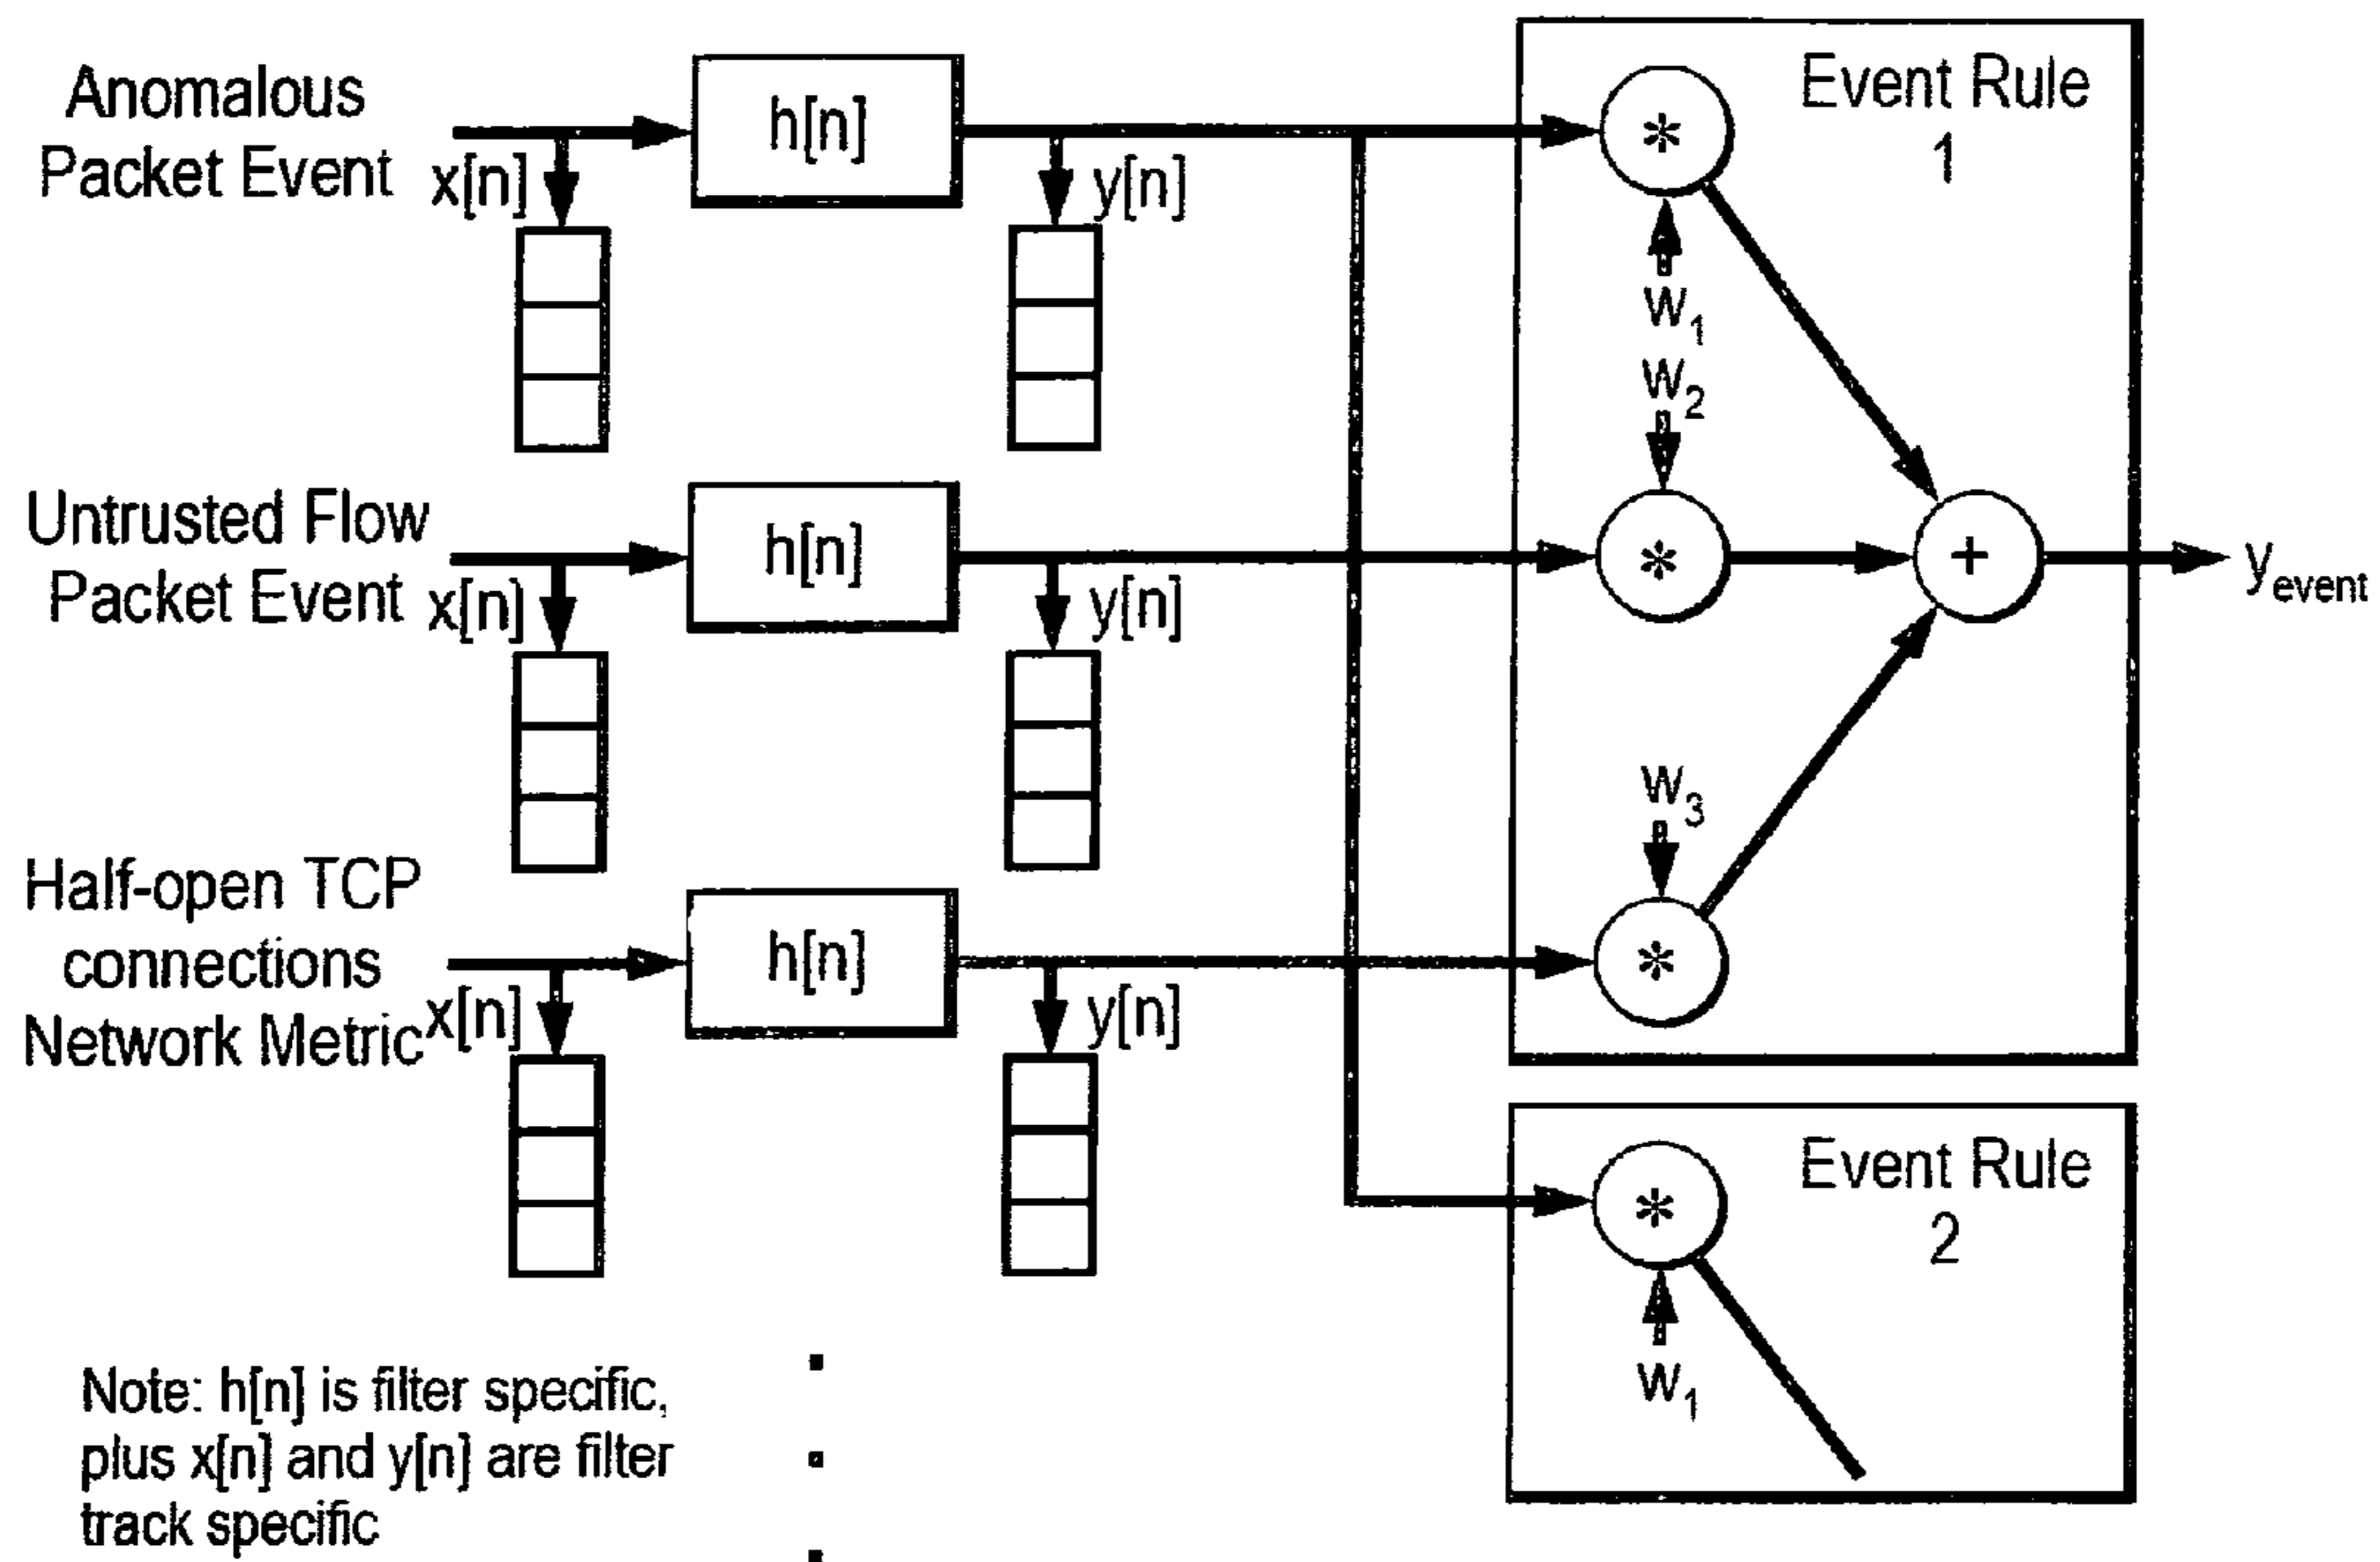 Anomalous
Packet Event
x[n]
h[n]
y[n]
Event Rule
1
*
w1
w2
Untrusted Flow
Packet Event
x[n]
h[n]
y[n]
*
+
yevent
w3
Half-open TCP
connections
Network Metric
x[n]
h[n]
y[n]
*
Event Rule
2
*
w1
Note: h[n] is filter specific,
plus x[n] and y[n] are filter
track specific